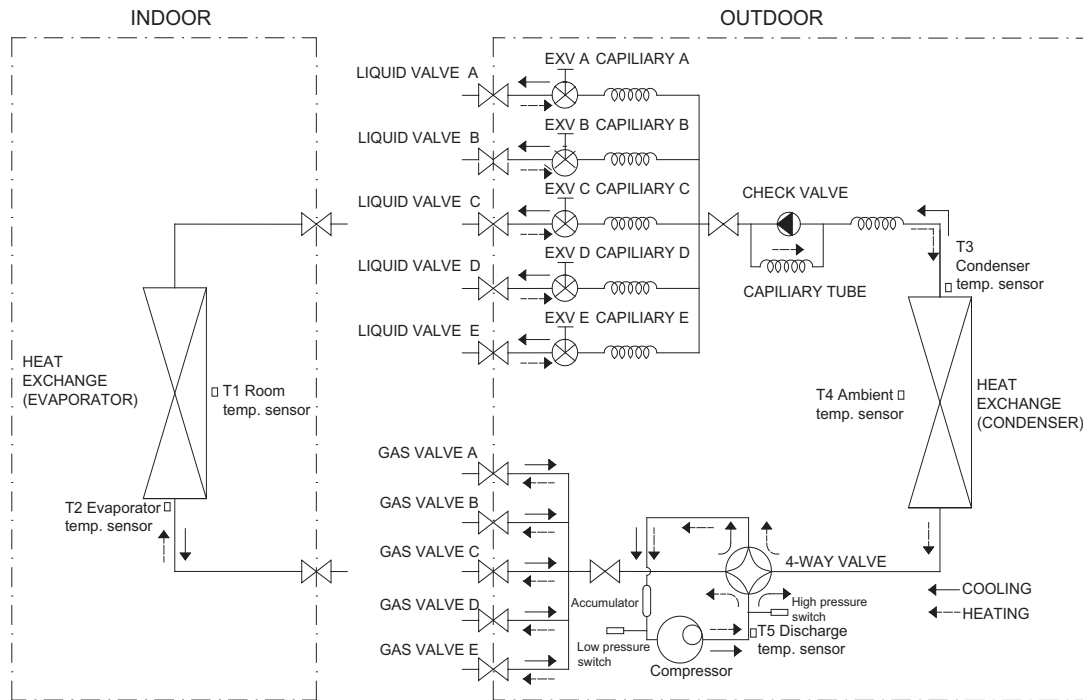 INDOOR
OUTDOOR
LIQUID VALVE A
EXV A CAPILIARY A
LIQUID VALVE B
EXV B CAPILIARY B
LIQUID VALVE C
EXV C CAPILIARY C
LIQUID VALVE D
EXV D CAPILIARY D
LIQUID VALVE E
EXV E CAPILIARY E
CHECK VALVE
CAPILIARY TUBE
T3
Condenser
temp. sensor
HEAT
EXCHANGE
(EVAPORATOR)
T1 Room
temp. sensor
T4 Ambient
temp. sensor
HEAT
EXCHANGE
(CONDENSER)
T2 Evaporator
temp. sensor
GAS VALVE A
GAS VALVE B
GAS VALVE C
GAS VALVE D
GAS VALVE E
4-WAY VALVE
COOLING
HEATING
Accumulator
High pressure
switch
Low pressure
switch
T5 Discharge
temp. sensor
Compressor